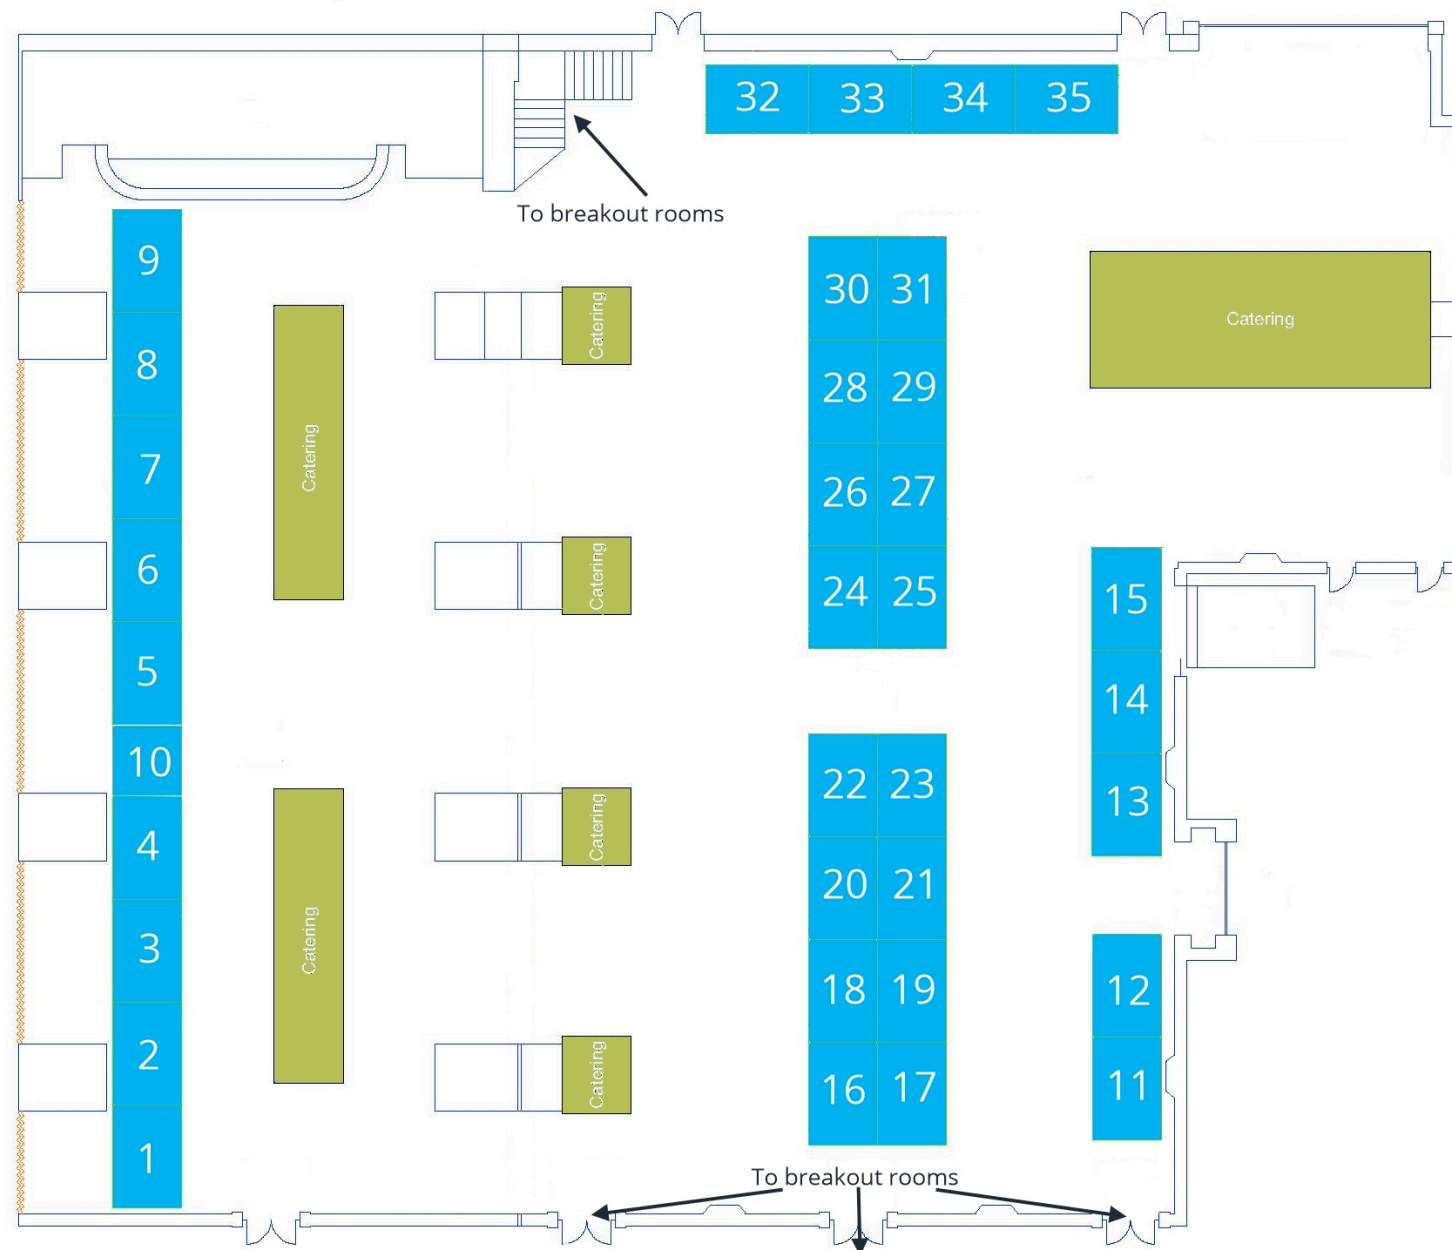 32 33 34 35
To breakout rooms
9
8
7
6
5
10
4
3
2
1
Catering
Catering
Catering
Catering
Catering
Catering
30 31
28 29
26 27
24 25
22 23
20 21
18 19
16 17
Catering
15
14
13
12
11
To breakout rooms